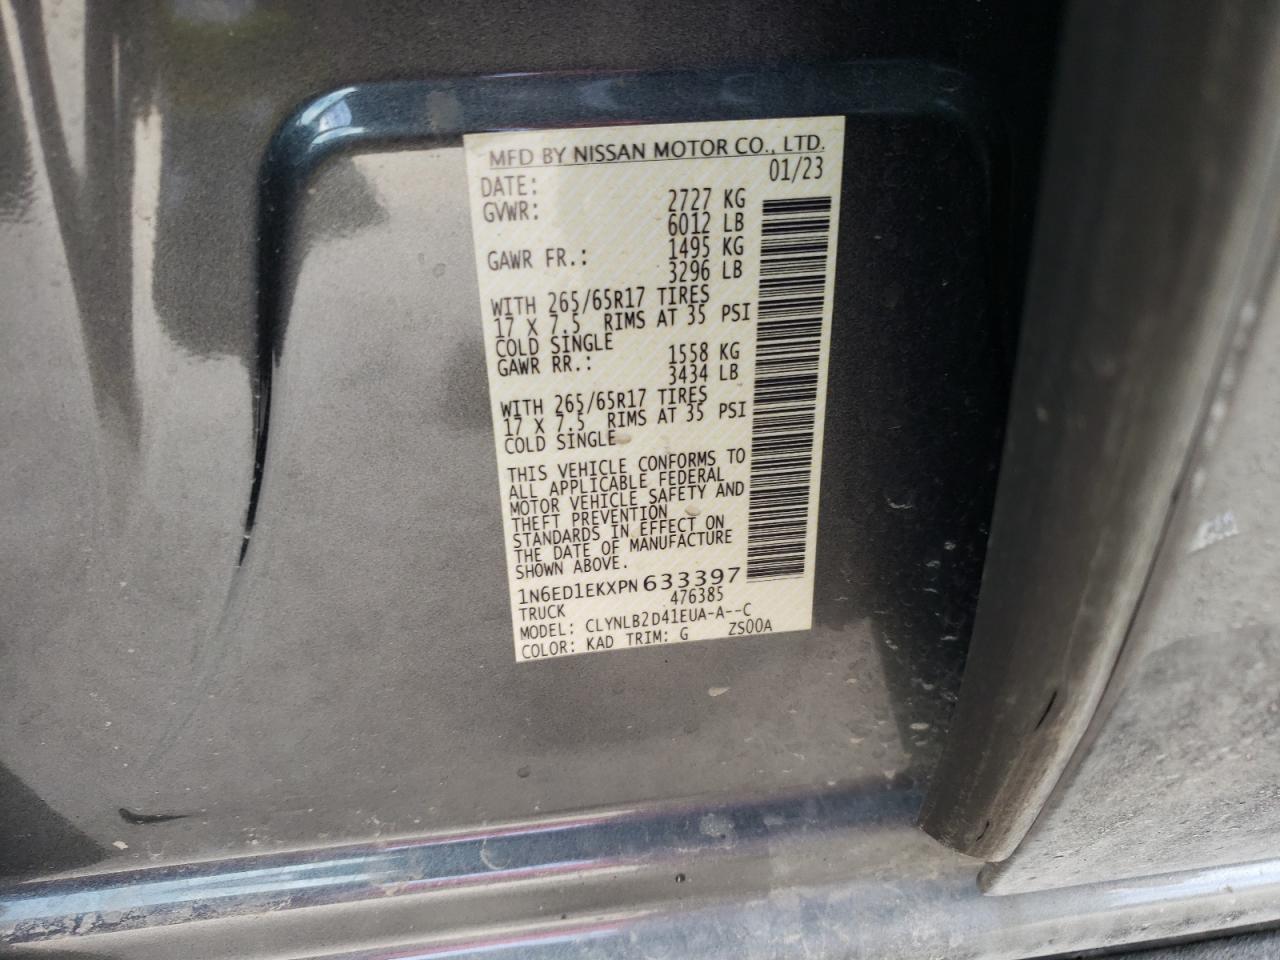 MFD BY NISSAN MOTOR CO., LTD.
DATE: 01/23
GVWR: 2727 KG
6012 LB
GAWR FR.: 1495 KG
3296 LB
WITH 265/65R17 TIRES
17 X 7.5 RIMS AT 35 PSI
COLD SINGLE
GAWR RR.: 1558 KG
3434 LB
WITH 265/65R17 TIRES
17 X 7.5 RIMS AT 35 PSI
COLD SINGLE
THIS VEHICLE CONFORMS TO
ALL APPLICABLE FEDERAL
MOTOR VEHICLE SAFETY AND
THEFT PREVENTION
STANDARDS IN EFFECT ON
THE DATE OF MANUFACTURE
SHOWN ABOVE.
1N6ED1EKXPN 633397
TRUCK 476385
MODEL: CLYNLB2D41EUA-A--C
COLOR: KAD TRIM: G ZS00A